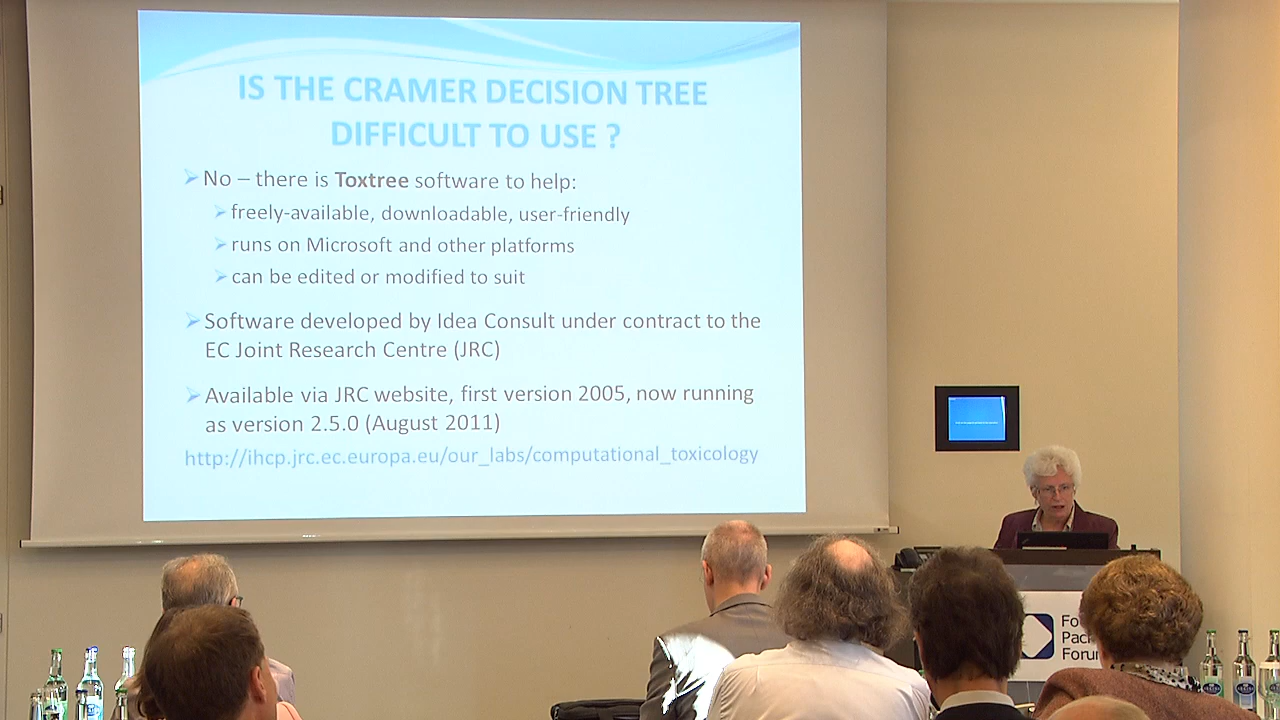 IS THE CRAMER DECISION TREE
DIFFICULT TO USE ?
No – there is Toxtree software to help:
freely-available, downloadable, user-friendly
runs on Microsoft and other platforms
can be edited or modified to suit
Software developed by Idea Consult under contract to the
EC Joint Research Centre (JRC)
Available via JRC website, first version 2005, now running
as version 2.5.0 (August 2011)
http://ihcp.jrc.ec.europa.eu/our_labs/computational_toxicology
Foo
Pack
Forum